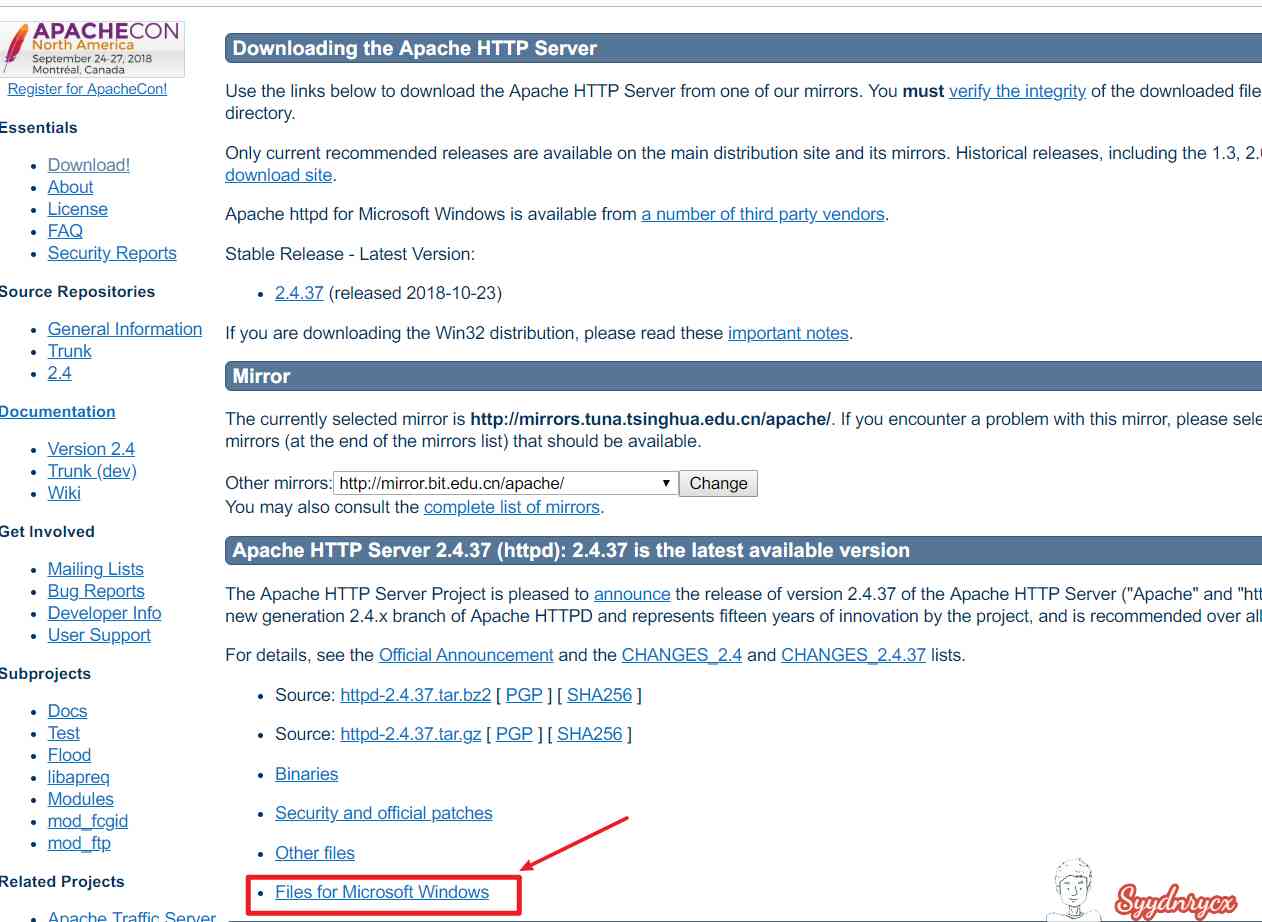 APACHECON
North America
September 24-27, 2018
Montréal, Canada
Register for ApacheCon!
Essentials
Download!
About
License
FAQ
Security Reports
Source Repositories
General Information
Trunk
2.4
Documentation
Version 2.4
Trunk (dev)
Wiki
Get Involved
Mailing Lists
Bug Reports
Developer Info
User Support
Subprojects
Docs
Test
Flood
libapreq
Modules
mod_fcgid
mod_ftp
Related Projects
Apache Traffic Server
Downloading the Apache HTTP Server
Use the links below to download the Apache HTTP Server from one of our mirrors. You must verify the integrity of the downloaded file
directory.
Only current recommended releases are available on the main distribution site and its mirrors. Historical releases, including the 1.3, 2.
download site.
Apache httpd for Microsoft Windows is available from a number of third party vendors.
Stable Release - Latest Version:
2.4.37 (released 2018-10-23)
If you are downloading the Win32 distribution, please read these important notes.
Mirror
The currently selected mirror is http://mirrors.tuna.tsinghua.edu.cn/apache/. If you encounter a problem with this mirror, please sele
mirrors (at the end of the mirrors list) that should be available.
Other mirrors: http://mirror.bit.edu.cn/apache/ Change
You may also consult the complete list of mirrors.
Apache HTTP Server 2.4.37 (httpd): 2.4.37 is the latest available version
The Apache HTTP Server Project is pleased to announce the release of version 2.4.37 of the Apache HTTP Server ("Apache" and "htt
new generation 2.4.x branch of Apache HTTPD and represents fifteen years of innovation by the project, and is recommended over all
For details, see the Official Announcement and the CHANGES_2.4 and CHANGES_2.4.37 lists.
Source: httpd-2.4.37.tar.bz2 [ PGP ] [ SHA256 ]
Source: httpd-2.4.37.tar.gz [ PGP ] [ SHA256 ]
Binaries
Security and official patches
Other files
Files for Microsoft Windows
Syydnrycx